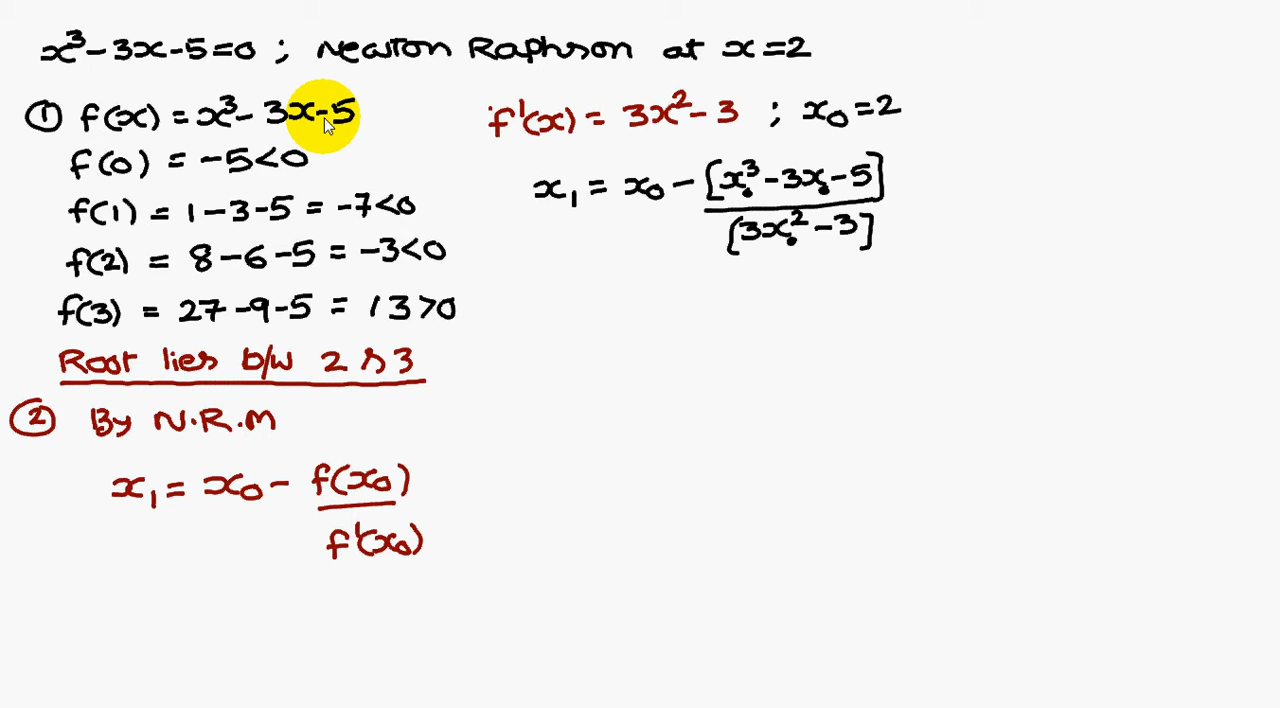 x³ - 3x - 5 = 0 ; Newton Raphson at x = 2
① f(x) = x³ - 3x - 5
f(0) = -5 < 0
f(1) = 1 - 3 - 5 = -7 < 0
f(2) = 8 - 6 - 5 = -3 < 0
f(3) = 27 - 9 - 5 = 13 > 0
Root lies b/w 2 & 3
② By N.R.M
x₁ = x₀ - f(x₀)
f'(x₀)
f'(x) = 3x² - 3 ; x₀ = 2
x₁ = x₀ - [x₀³ - 3x₀ - 5]
[3x₀² - 3]